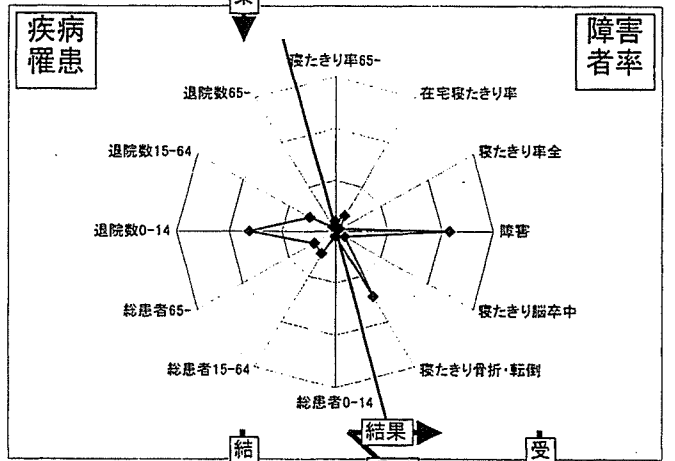 疾病
罹患
障害
者率
寝たきり率65-
退院数65-
在宅寝たきり率
退院数15-64
寝たきり率全
退院数0-14
障害
総患者65-
寝たきり脳卒中
総患者15-64
寝たきり骨折・転倒
総患者0-14
結果
結
受